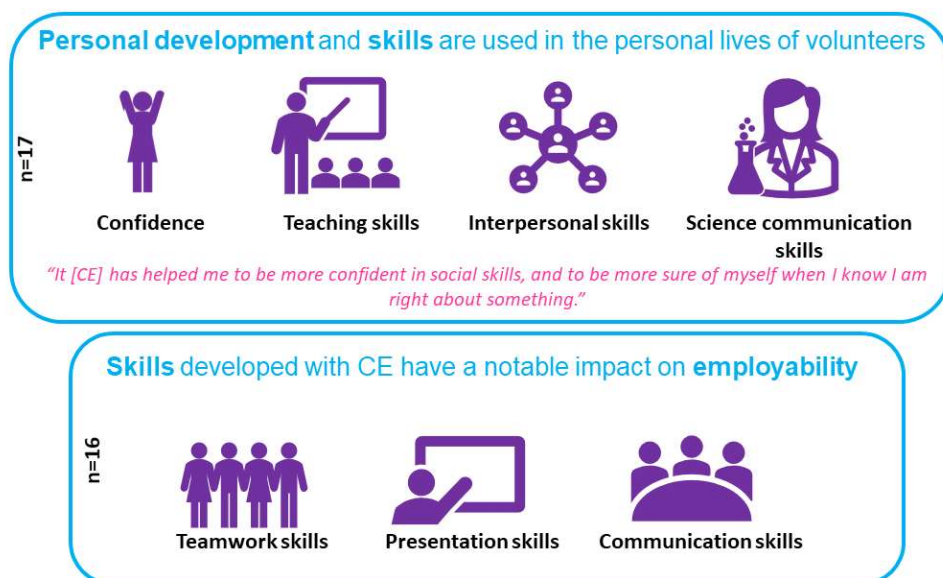 Personal development and skills are used in the personal lives of volunteers
n=17
Confidence
Teaching skills
Interpersonal skills
Science communication
skills
“It [CE] has helped me to be more confident in social skills, and to be more sure of myself when I know I am
right about something.”
Skills developed with CE have a notable impact on employability
n=16
Teamwork skills
Presentation skills
Communication skills